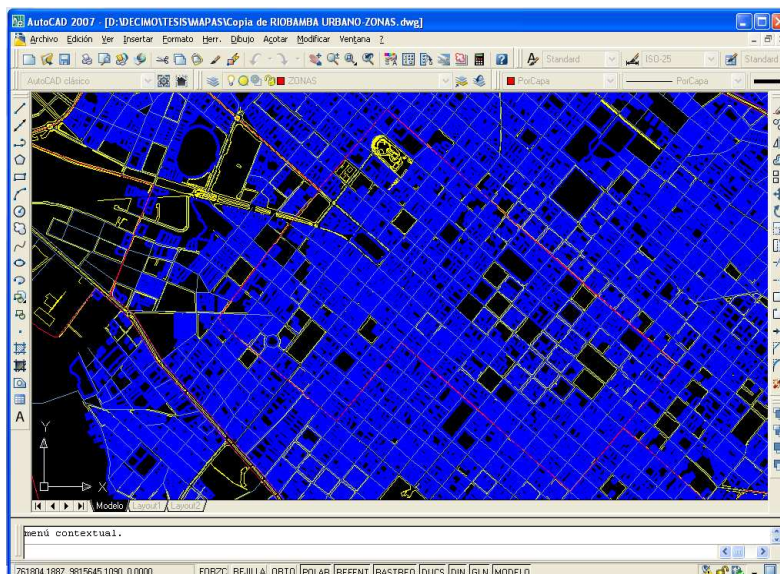 AutoCAD 2007 - [D:\DECIMO\TESIS\MAPAS\Copia de RIOBAMBA URBANO-ZONAS.dwg]
Archivo Edición Ver Insertar Formato Herr. Dibujo Acotar Modificar Ventana ?
Standard ISO-25 Standard
AutoCAD clásico ZONAS PorCapa PorCapa
A
Y
X
Modelo Layout1 Layout2
menú contextual.
761804.1887, 9815645.1090, 0.0000 FORZC REJILLA ORTO POLAR REFENT RASTREO DUCS DIN GLN MODELO